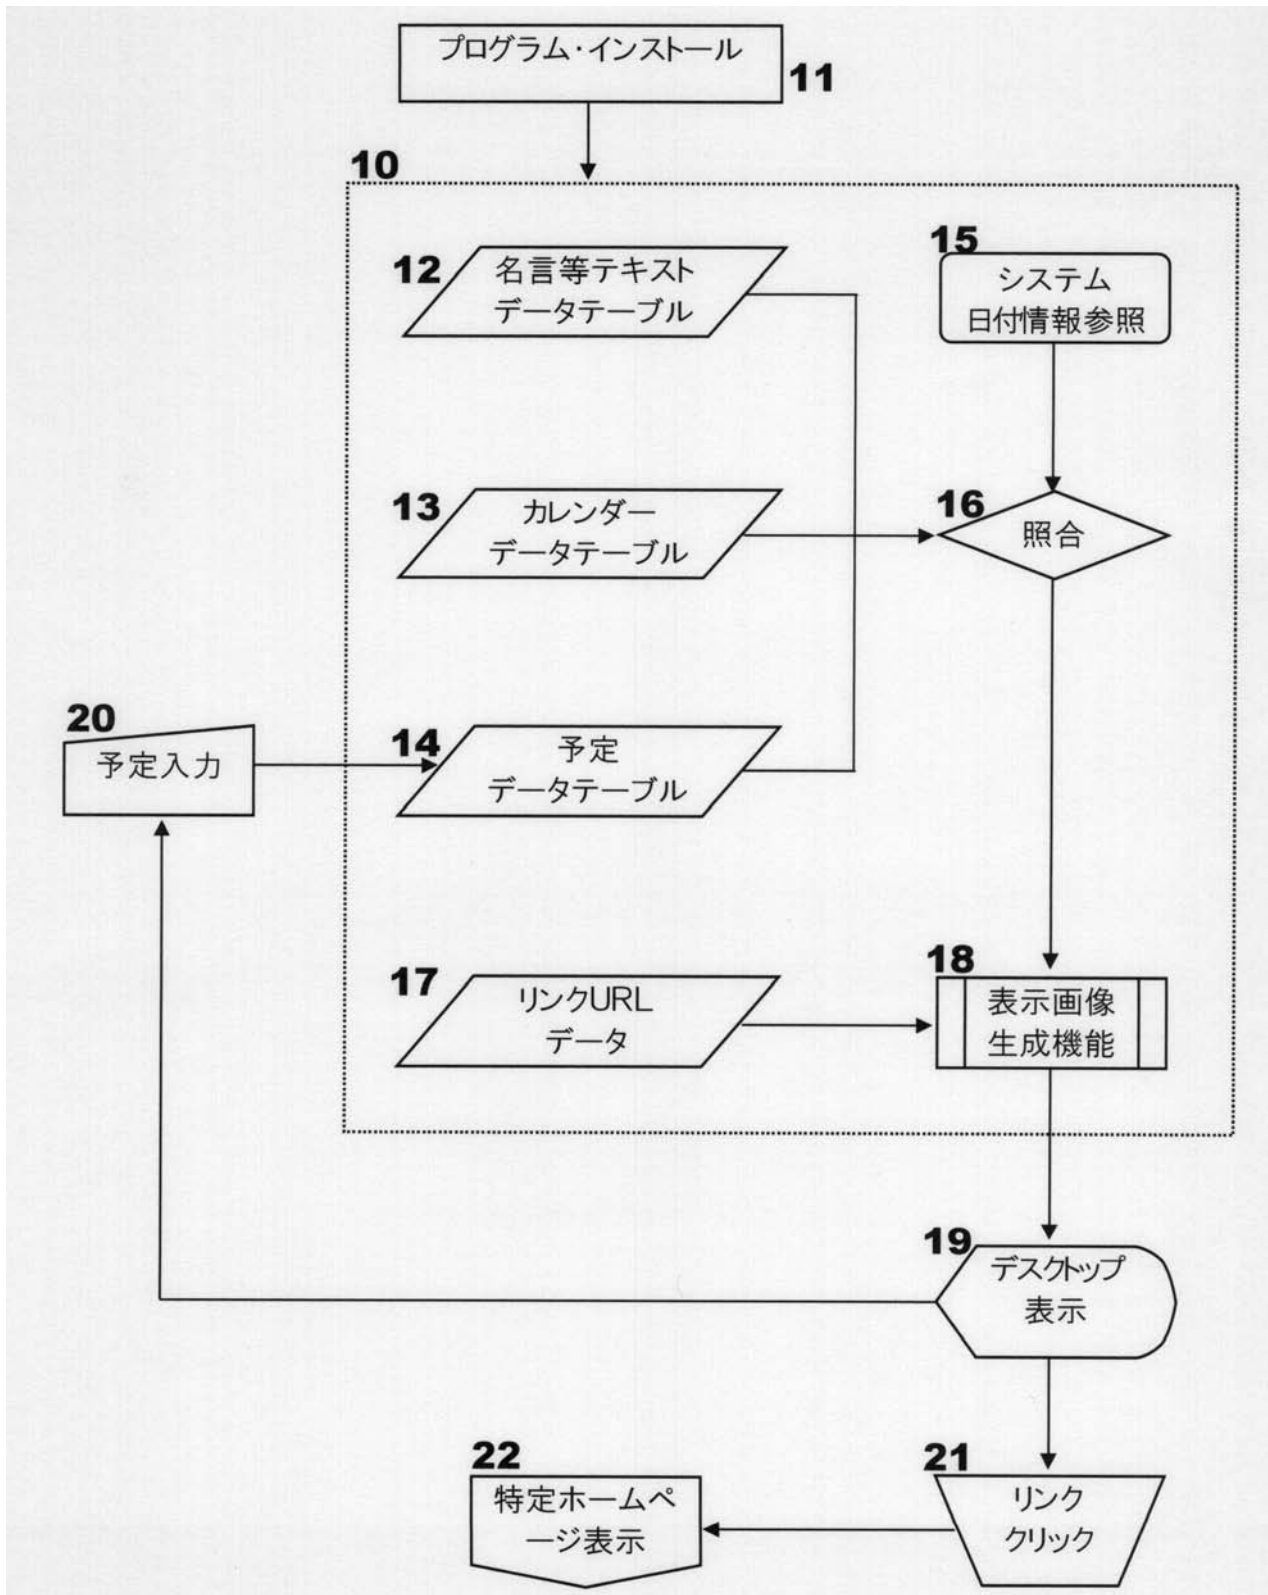 プログラム・インストール
11
10
12
名言等テキスト
データテーブル
15
システム
日付情報参照
13
カレンダー
データテーブル
16
照合
20
予定入力
14
予定
データテーブル
17
リンクURL
データ
18
表示画像
生成機能
19
デスクトップ
表示
22
特定ホームペ
ージ表示
21
リンク
クリック